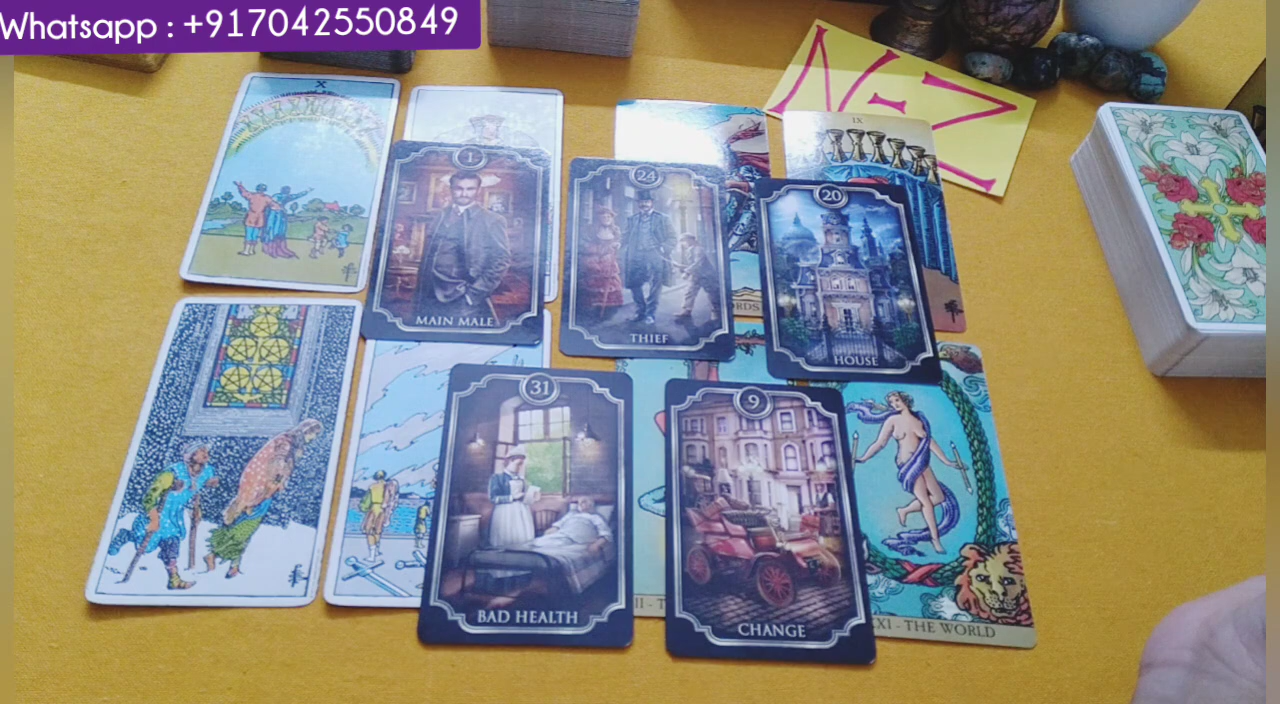 Whatsapp : +917042550849
N-Z
X
IX
1
MAIN MALE
24
THIEF
20
HOUSE
31
BAD HEALTH
9
CHANGE
XXI - THE WORLD